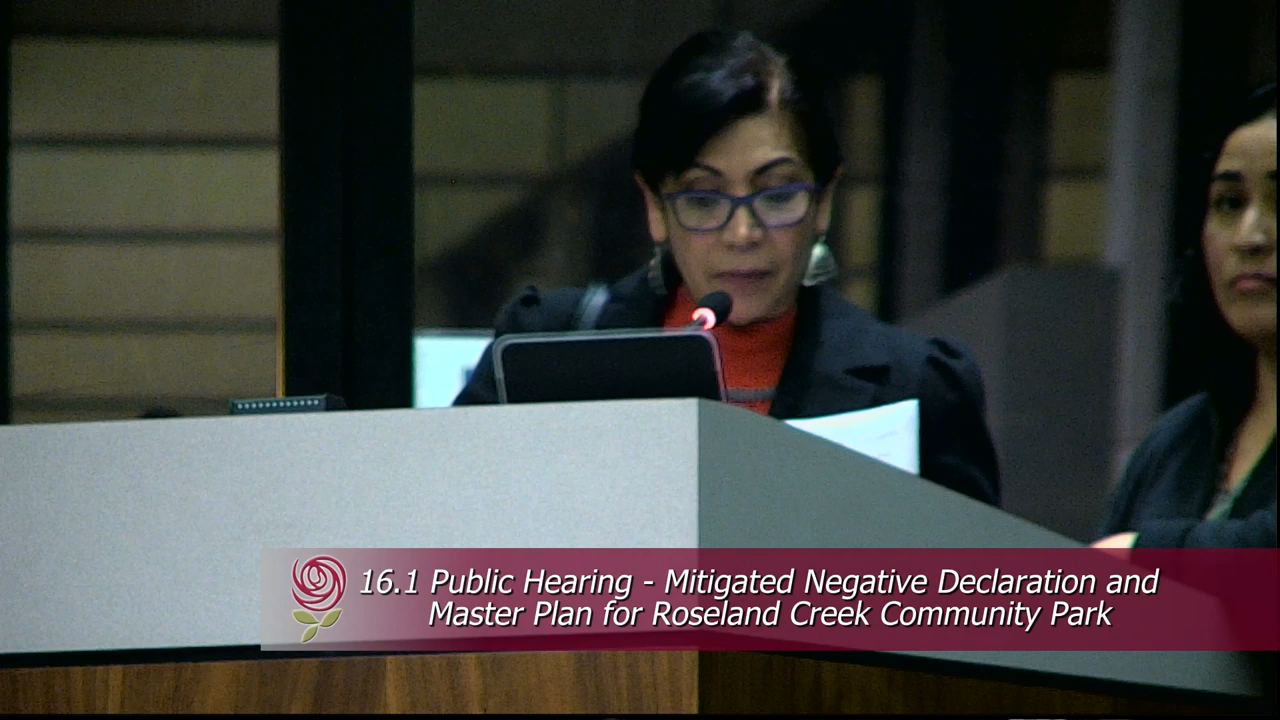 16.1 Public Hearing - Mitigated Negative Declaration and
Master Plan for Roseland Creek Community Park